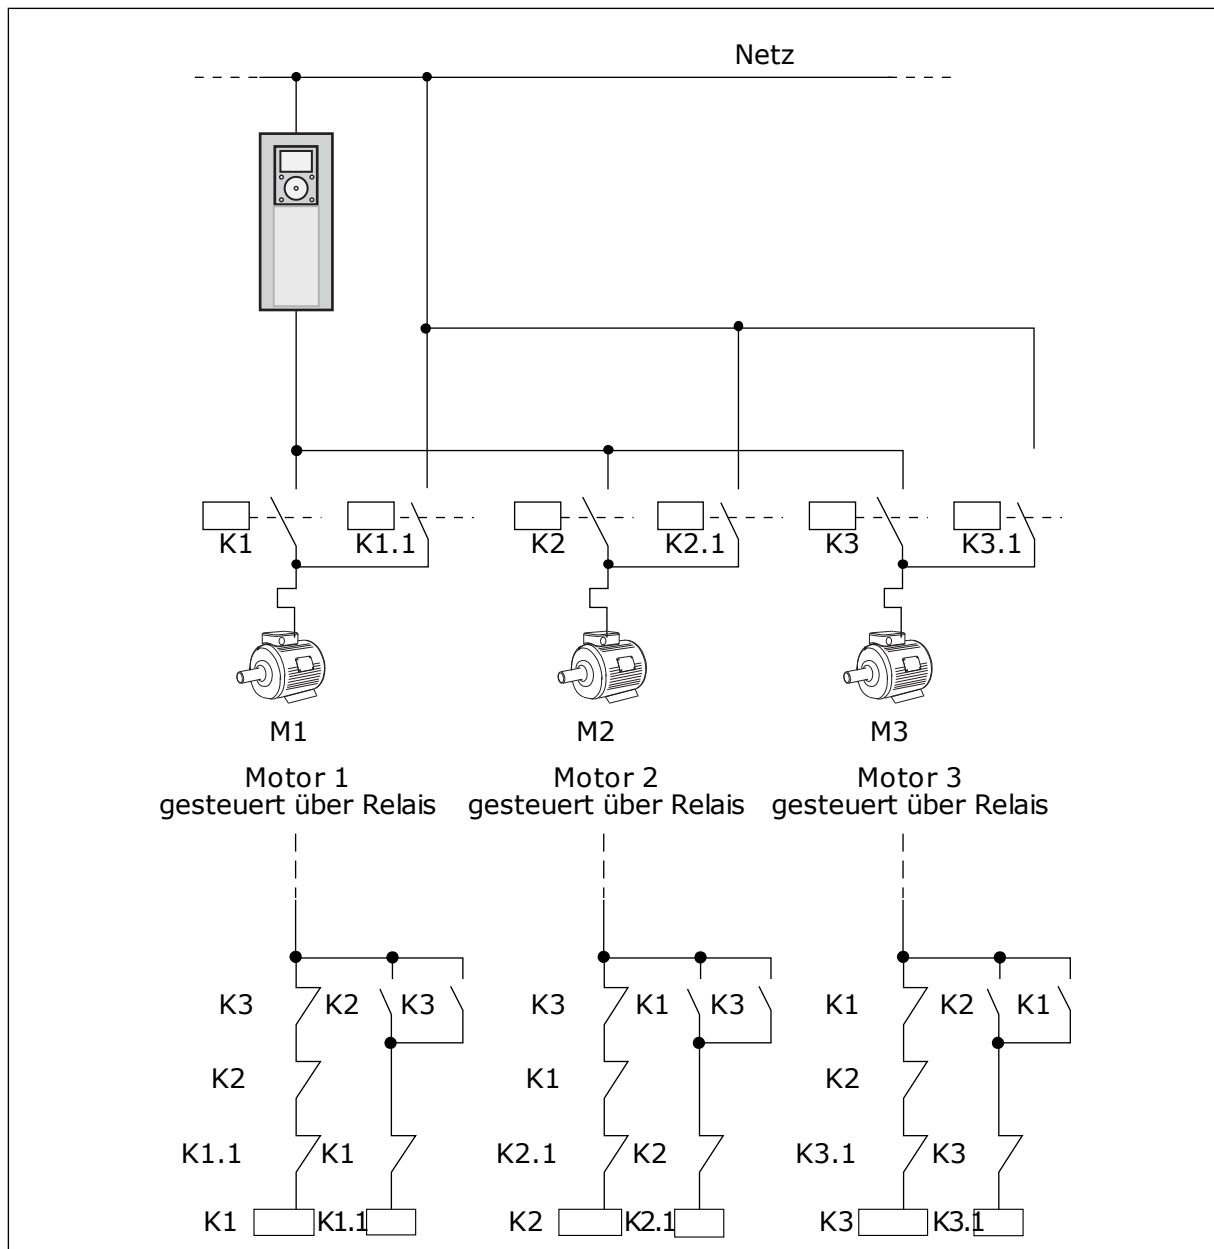 Netz
K1 K1.1 K2 K2.1 K3 K3.1
M1 M2 M3
Motor 1 Motor 2 Motor 3
gesteuert über Relais gesteuert über Relais gesteuert über Relais
K3 K2 K3 K3 K1 K3 K1 K2 K1
K2 K1 K2
K1.1 K1 K2.1 K2 K3.1 K3
K1 K1.1 K2 K2.1 K3 K3.1